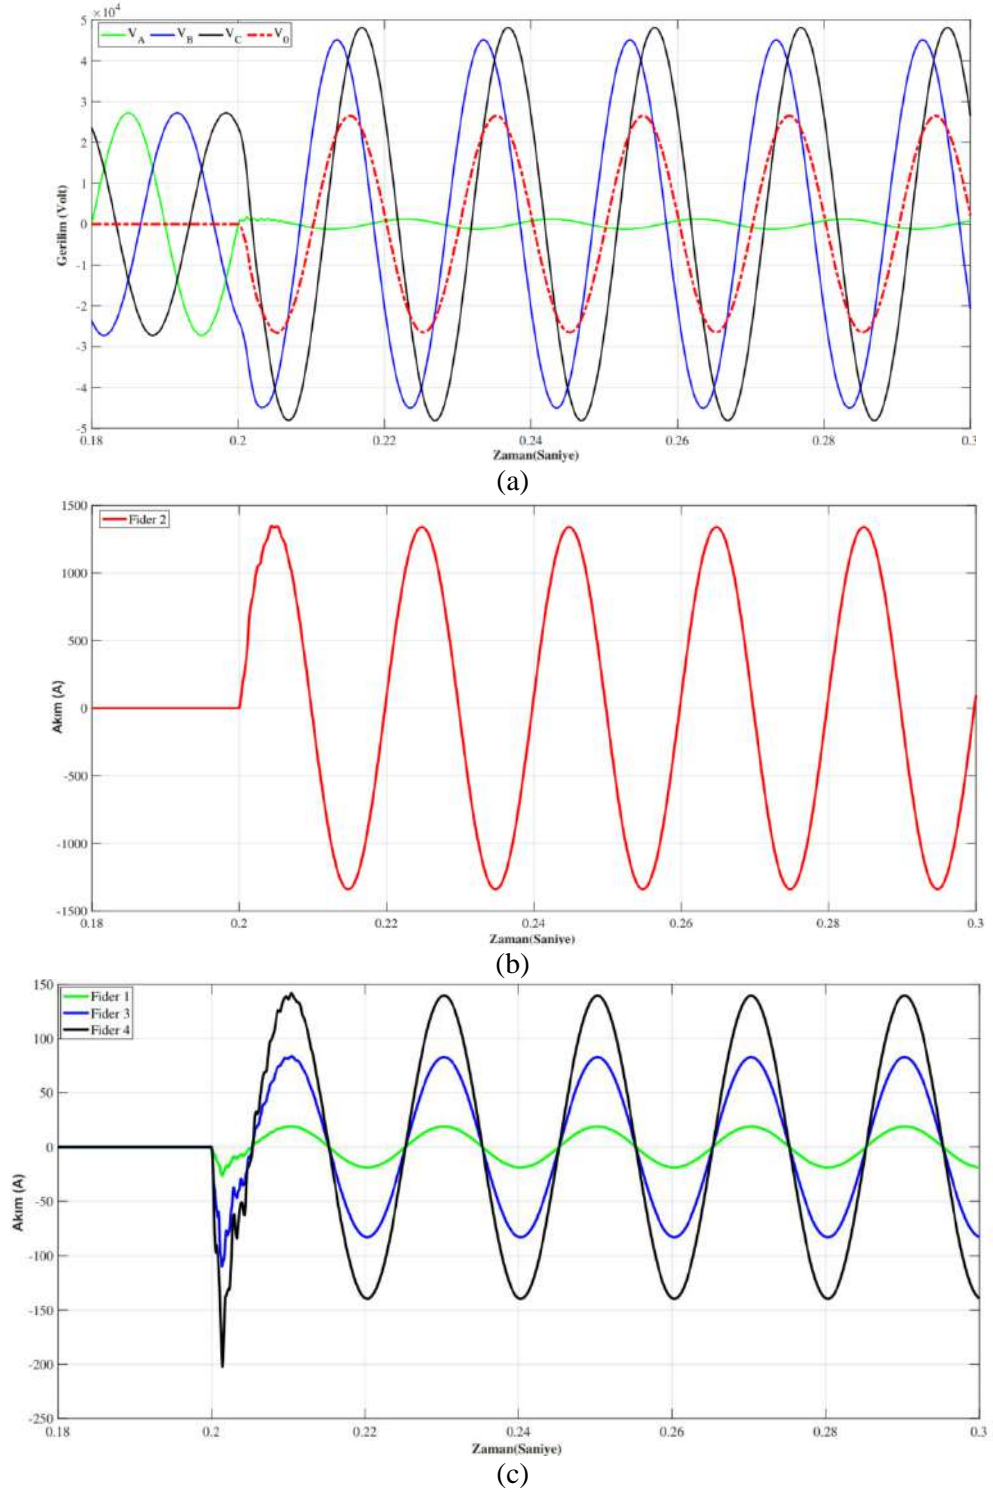 ×10⁴
V_A V_B V_C V_0
5
4
3
2
1
0
-1
-2
-3
-4
-5
Gerilim (Volt)
0.18 0.2 0.22 0.24 0.26 0.28 0.3
Zaman(Saniye)
(a)
Fider 2
1500
1000
500
0
-500
-1000
-1500
Akım (A)
0.18 0.2 0.22 0.24 0.26 0.28 0.3
Zaman(Saniye)
(b)
Fider 1
Fider 3
Fider 4
150
100
50
0
-50
-100
-150
-200
-250
Akım (A)
0.18 0.2 0.22 0.24 0.26 0.28 0.3
Zaman(Saniye)
(c)